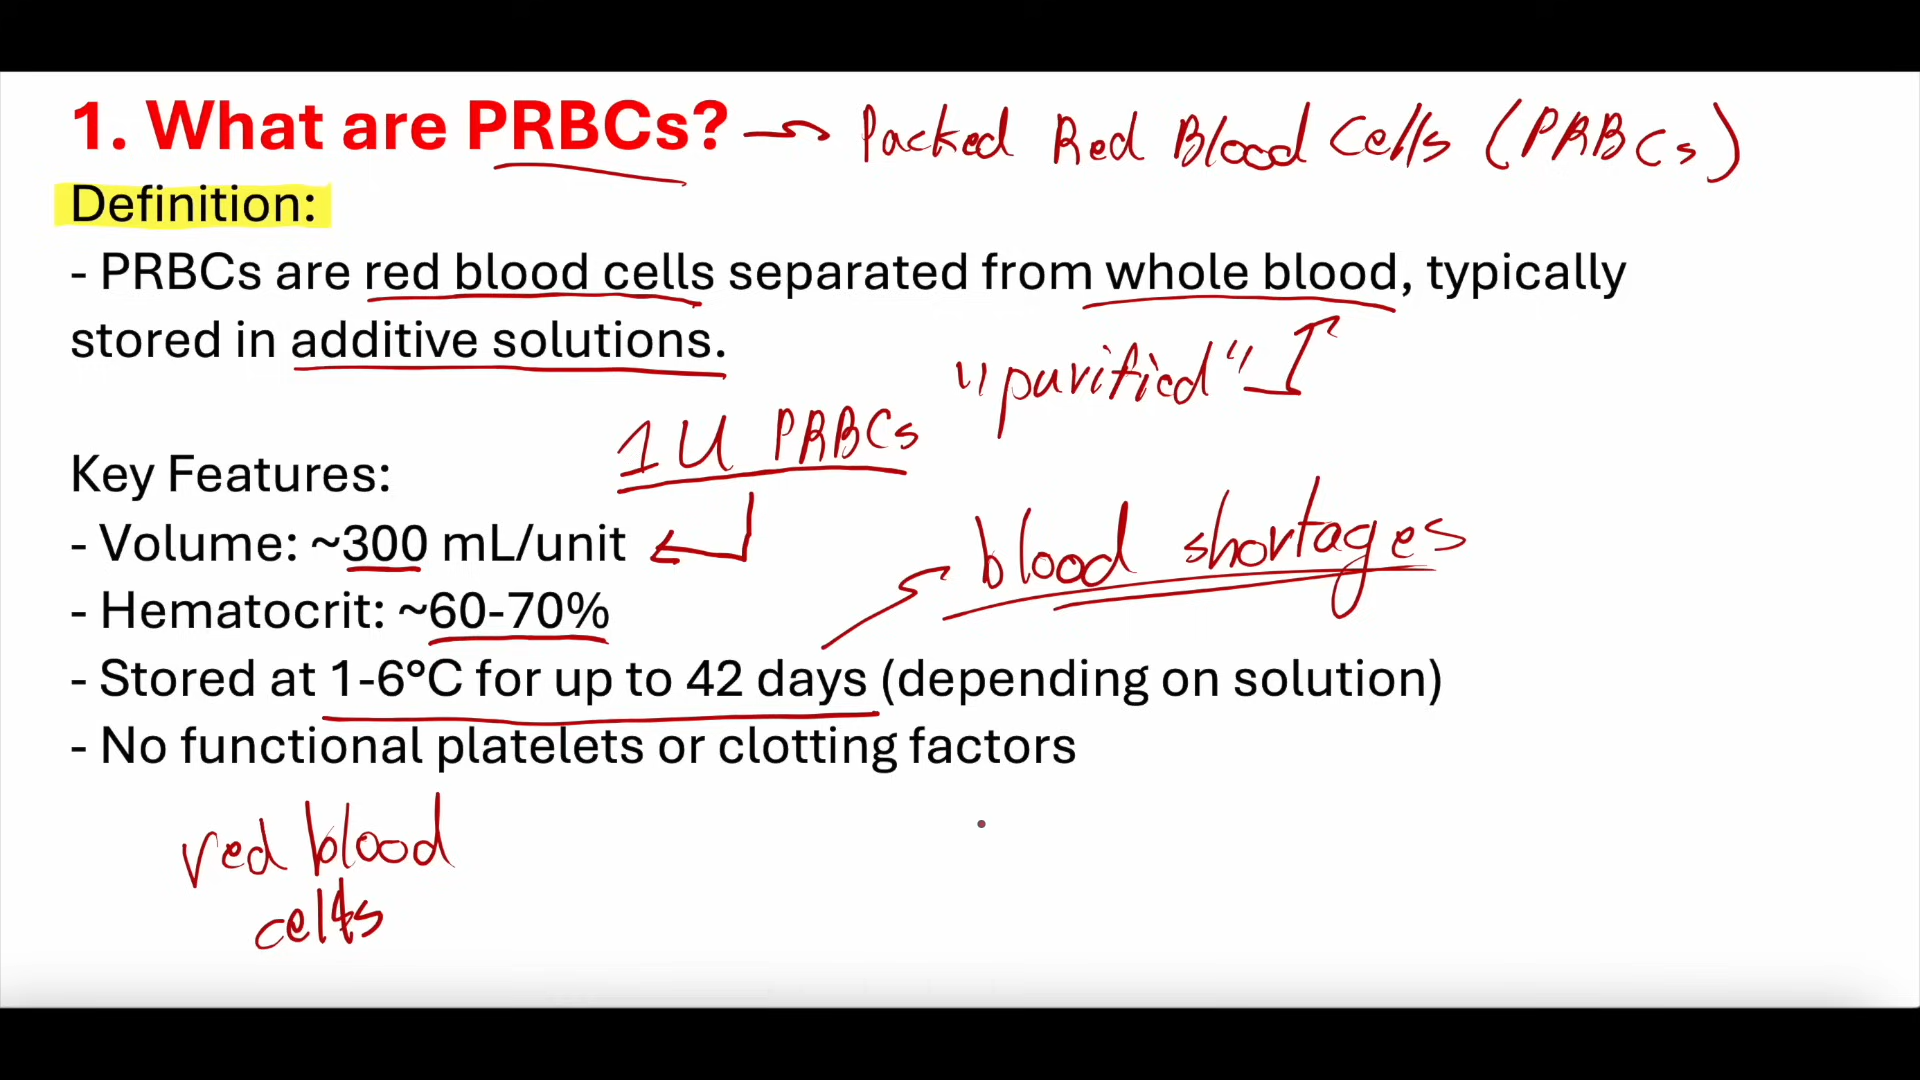 1. What are PRBCs? Packed Red Blood Cells (PRBCs)
Definition:
- PRBCs are red blood cells separated from whole blood, typically
stored in additive solutions.
"purified"
1U PRBCs
Key Features:
- Volume: ~300 mL/unit
blood shortages
- Hematocrit: ~60-70%
- Stored at 1-6°C for up to 42 days (depending on solution)
- No functional platelets or clotting factors
red blood
cells